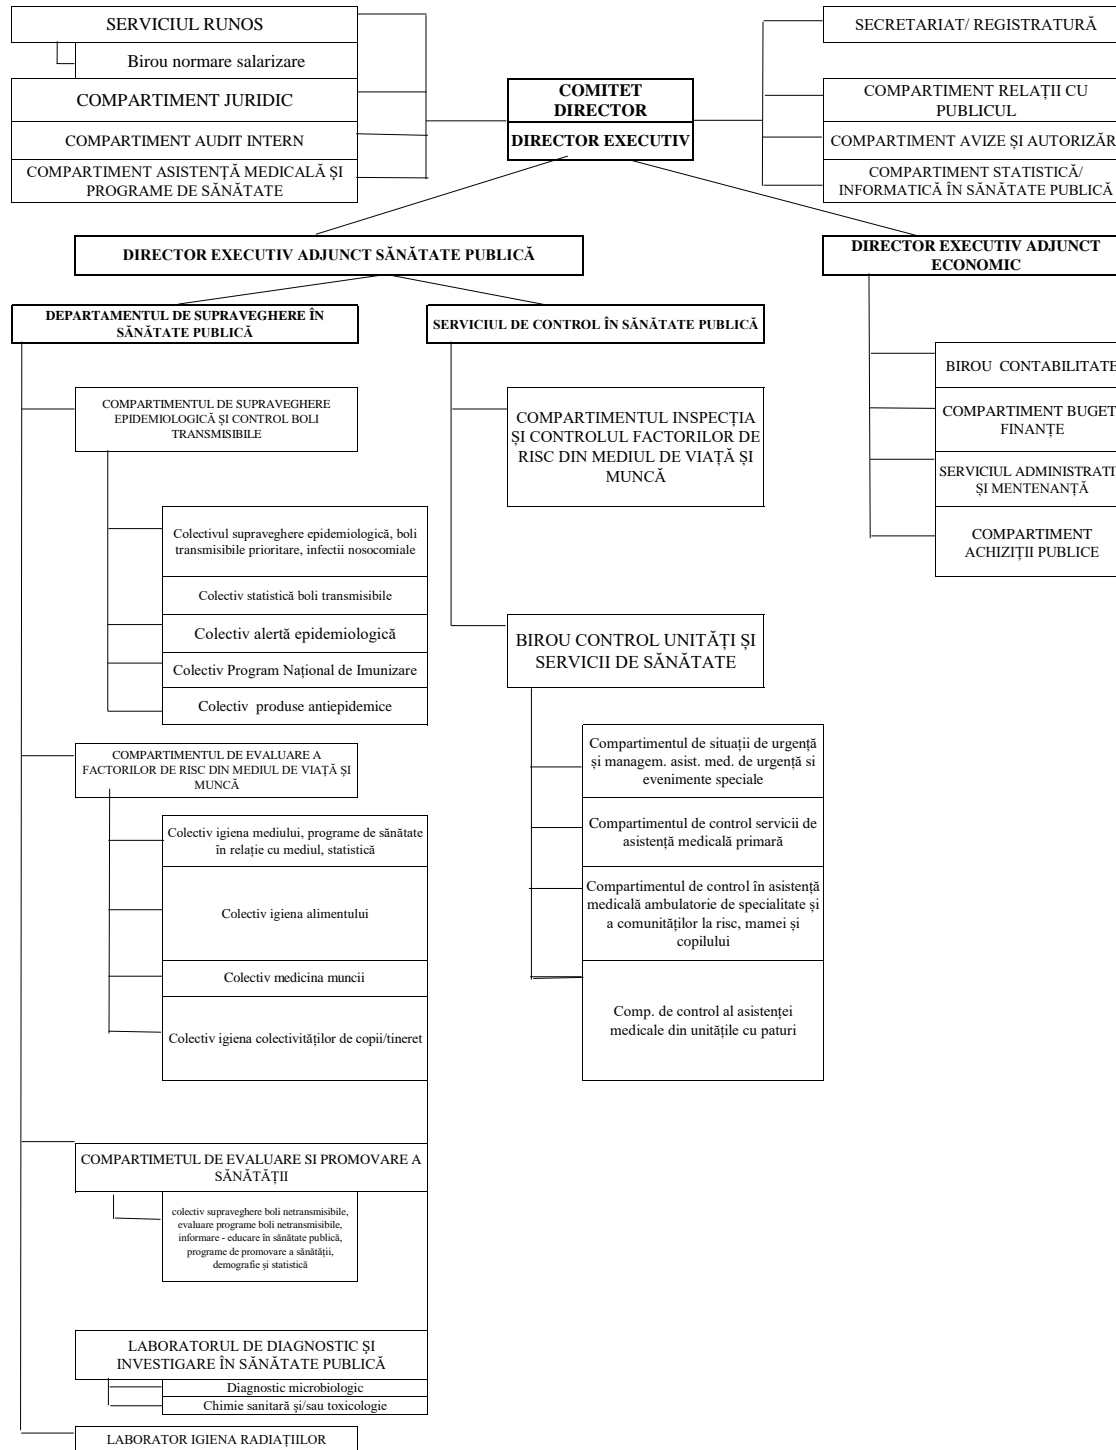 SERVICIUL RUNOS
Birou normare salarizare
COMPARTIMENT JURIDIC
COMPARTIMENT AUDIT INTERN
COMPARTIMENT ASISTENȚĂ MEDICALĂ ȘI
PROGRAME DE SĂNĂTATE
COMITET
DIRECTOR
DIRECTOR EXECUTIV
SECRETARIAT/ REGISTRATURĂ
COMPARTIMENT RELAȚII CU
PUBLICUL
COMPARTIMENT AVIZE ȘI AUTORIZĂR
COMPARTIMENT STATISTICĂ/
INFORMATICĂ ÎN SĂNĂTATE PUBLICĂ
DIRECTOR EXECUTIV ADJUNCT SĂNĂTATE PUBLICĂ
DIRECTOR EXECUTIV ADJUNCT
ECONOMIC
DEPARTAMENTUL DE SUPRAVEGHERE ÎN
SĂNĂTATE PUBLICĂ
SERVICIUL DE CONTROL ÎN SĂNĂTATE PUBLICĂ
BIROU CONTABILITATE
COMPARTIMENT BUGET-
FINANȚE
SERVICIUL ADMINISTRATIV
ȘI MENTENANȚĂ
COMPARTIMENT
ACHIZIȚII PUBLICE
COMPARTIMENTUL DE SUPRAVEGHERE
EPIDEMIOLOGICĂ ȘI CONTROL BOLI
TRANSMISIBILE
Colectivul supraveghere epidemiologică, boli
transmisibile prioritare, infectii nosocomiale
Colectiv statistică boli transmisibile
Colectiv alertă epidemiologică
Colectiv Program Național de Imunizare
Colectiv produse antiepidemice
COMPARTIMENTUL DE EVALUARE A
FACTORILOR DE RISC DIN MEDIUL DE VIAȚĂ ȘI
MUNCĂ
Colectiv igiena mediului, programe de sănătate
în relație cu mediul, statistică
Colectiv igiena alimentului
Colectiv medicina muncii
Colectiv igiena colectivităților de copii/tineret
COMPARTIMETUL DE EVALUARE SI PROMOVARE A
SĂNĂTĂȚII
colectiv supraveghere boli netransmisibile,
evaluare programe boli netransmisibile,
informare - educare în sănătate publică,
programe de promovare a sănătății,
demografie și statistică
LABORATORUL DE DIAGNOSTIC ȘI
INVESTIGARE ÎN SĂNĂTATE PUBLICĂ
Diagnostic microbiologic
Chimie sanitară și/sau toxicologie
LABORATOR IGIENA RADIAȚIILOR
COMPARTIMENTUL INSPECȚIA
ȘI CONTROLUL FACTORILOR DE
RISC DIN MEDIUL DE VIAȚĂ ȘI
MUNCĂ
BIROU CONTROL UNITĂȚI ȘI
SERVICII DE SĂNĂTATE
Compartimentul de situații de urgență
și managem. asist. med. de urgență si
evenimente speciale
Compartimentul de control servicii de
asistență medicală primară
Compartimentul de control în asistență
medicală ambulatorie de specialitate și
a comunităților la risc, mamei și
copilului
Comp. de control al asistenței
medicale din unitățile cu paturi